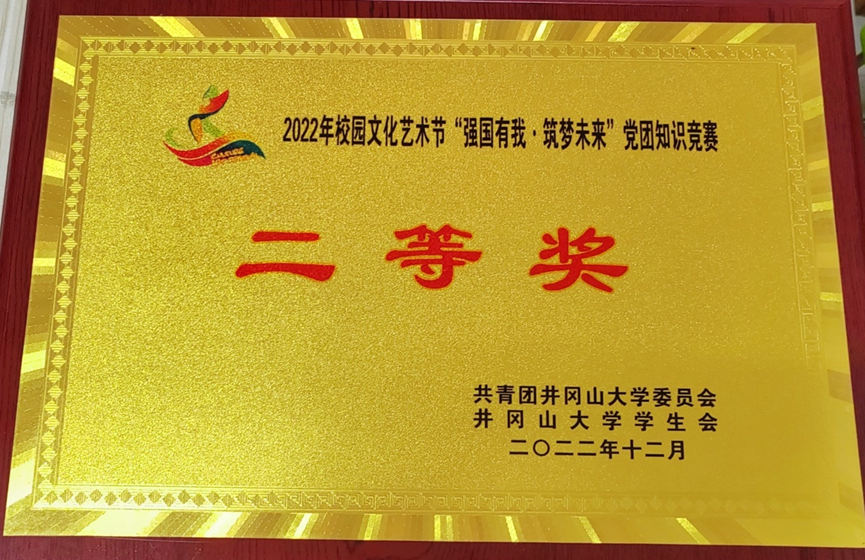 2022年校园文化艺术节“强国有我·筑梦未来”党团知识竞赛
二等奖
共青团井冈山大学委员会
井冈山大学学生会
二〇二二年十二月